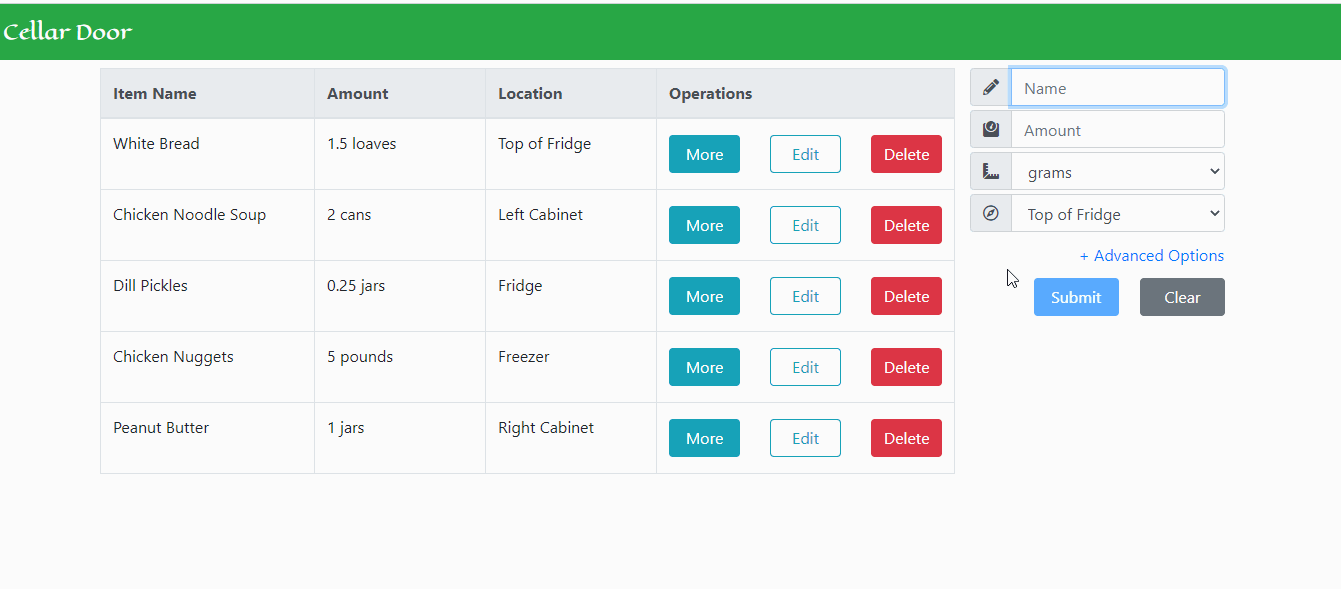 Cellar Door
Item Name Amount Location Operations
White Bread 1.5 loaves Top of Fridge More Edit Delete
Chicken Noodle Soup 2 cans Left Cabinet More Edit Delete
Dill Pickles 0.25 jars Fridge More Edit Delete
Chicken Nuggets 5 pounds Freezer More Edit Delete
Peanut Butter 1 jars Right Cabinet More Edit Delete
Name
Amount
grams
Top of Fridge
+ Advanced Options
Submit Clear